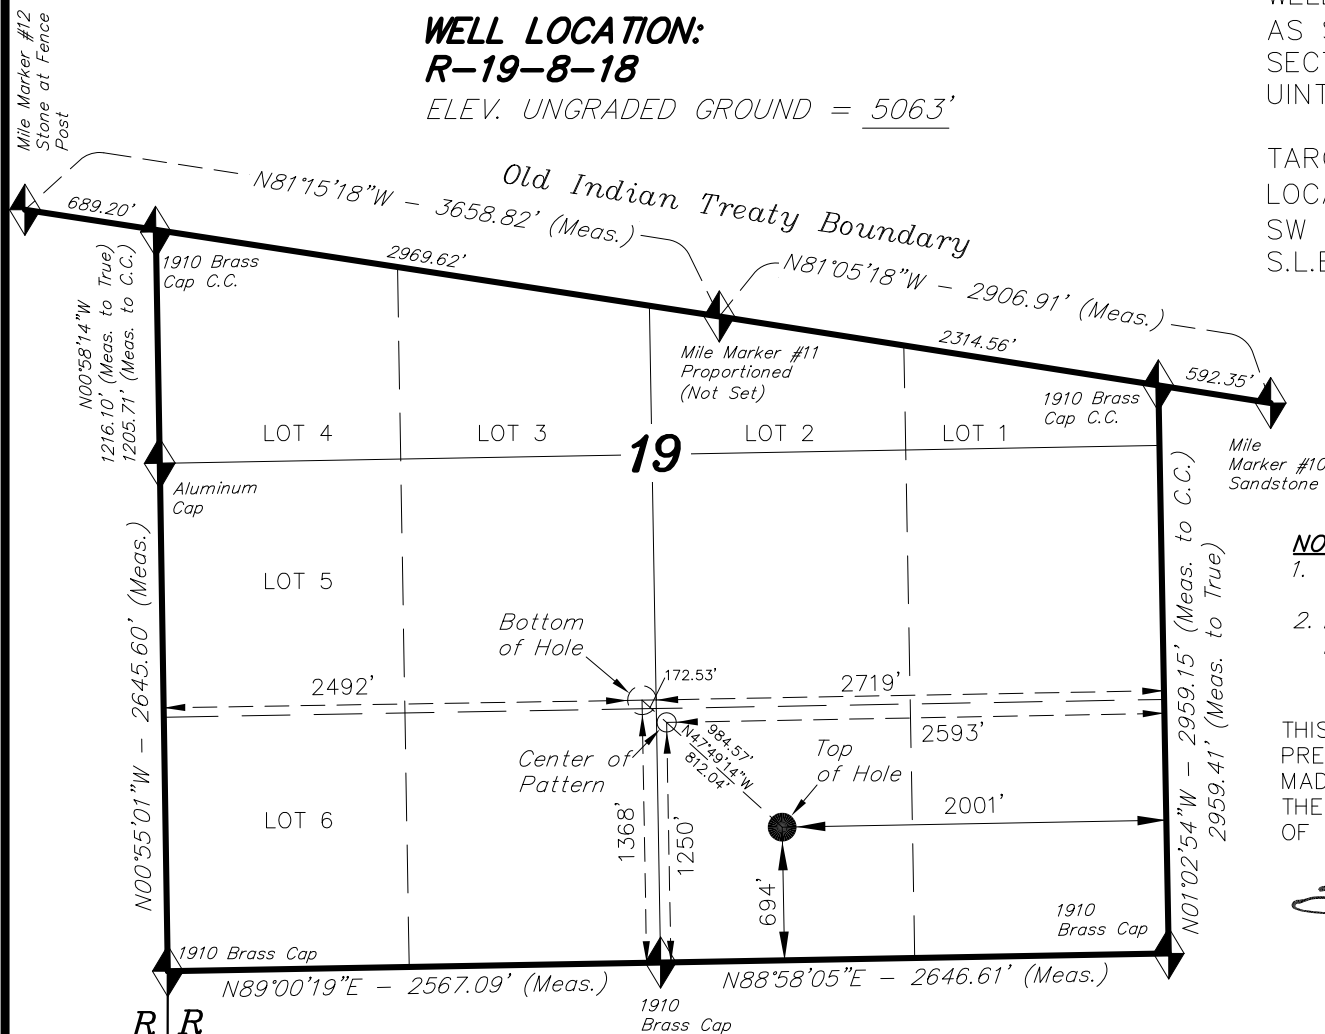 WELL LOCATION:
R-19-8-18
ELEV. UNGRADED GROUND = 5063'
Mile Marker #12
Stone at Fence
Post
AS
SECT
UINT
LOCA
SW
S.L.B
Old Indian Treaty Boundary
689.20'
N81°15'18"W - 3658.82' (Meas.)
2969.62'
N81°05'18"W - 2906.91' (Meas.)
2314.56'
592.35'
1910 Brass
Cap C.C.
N00°58'14"W
1216.10' (Meas. to True)
1205.71' (Meas. to C.C.)
Mile Marker #11
Proportioned
(Not Set)
1910 Brass
Cap C.C.
Mile
Marker #10
Sandstone
LOT 4
LOT 3
19
LOT 2
LOT 1
Aluminum
Cap
N00°55'01"W - 2645.60' (Meas.)
N01°02'54"W - 2959.15' (Meas. to C.C.)
2959.41' (Meas. to True)
NO
1.
2.
LOT 5
Bottom
of Hole
2492'
172.53'
2719'
2593'
Center of
Pattern
984.57'
N47°49'14"W
812.04'
Top
of Hole
2001'
LOT 6
1368'
1250'
694'
THIS
PRE
MAD
THE
OF
1910 Brass Cap
1910
Brass Cap
N89°00'19"E - 2567.09' (Meas.)
N88°58'05"E - 2646.61' (Meas.)
1910
Brass Cap
R R